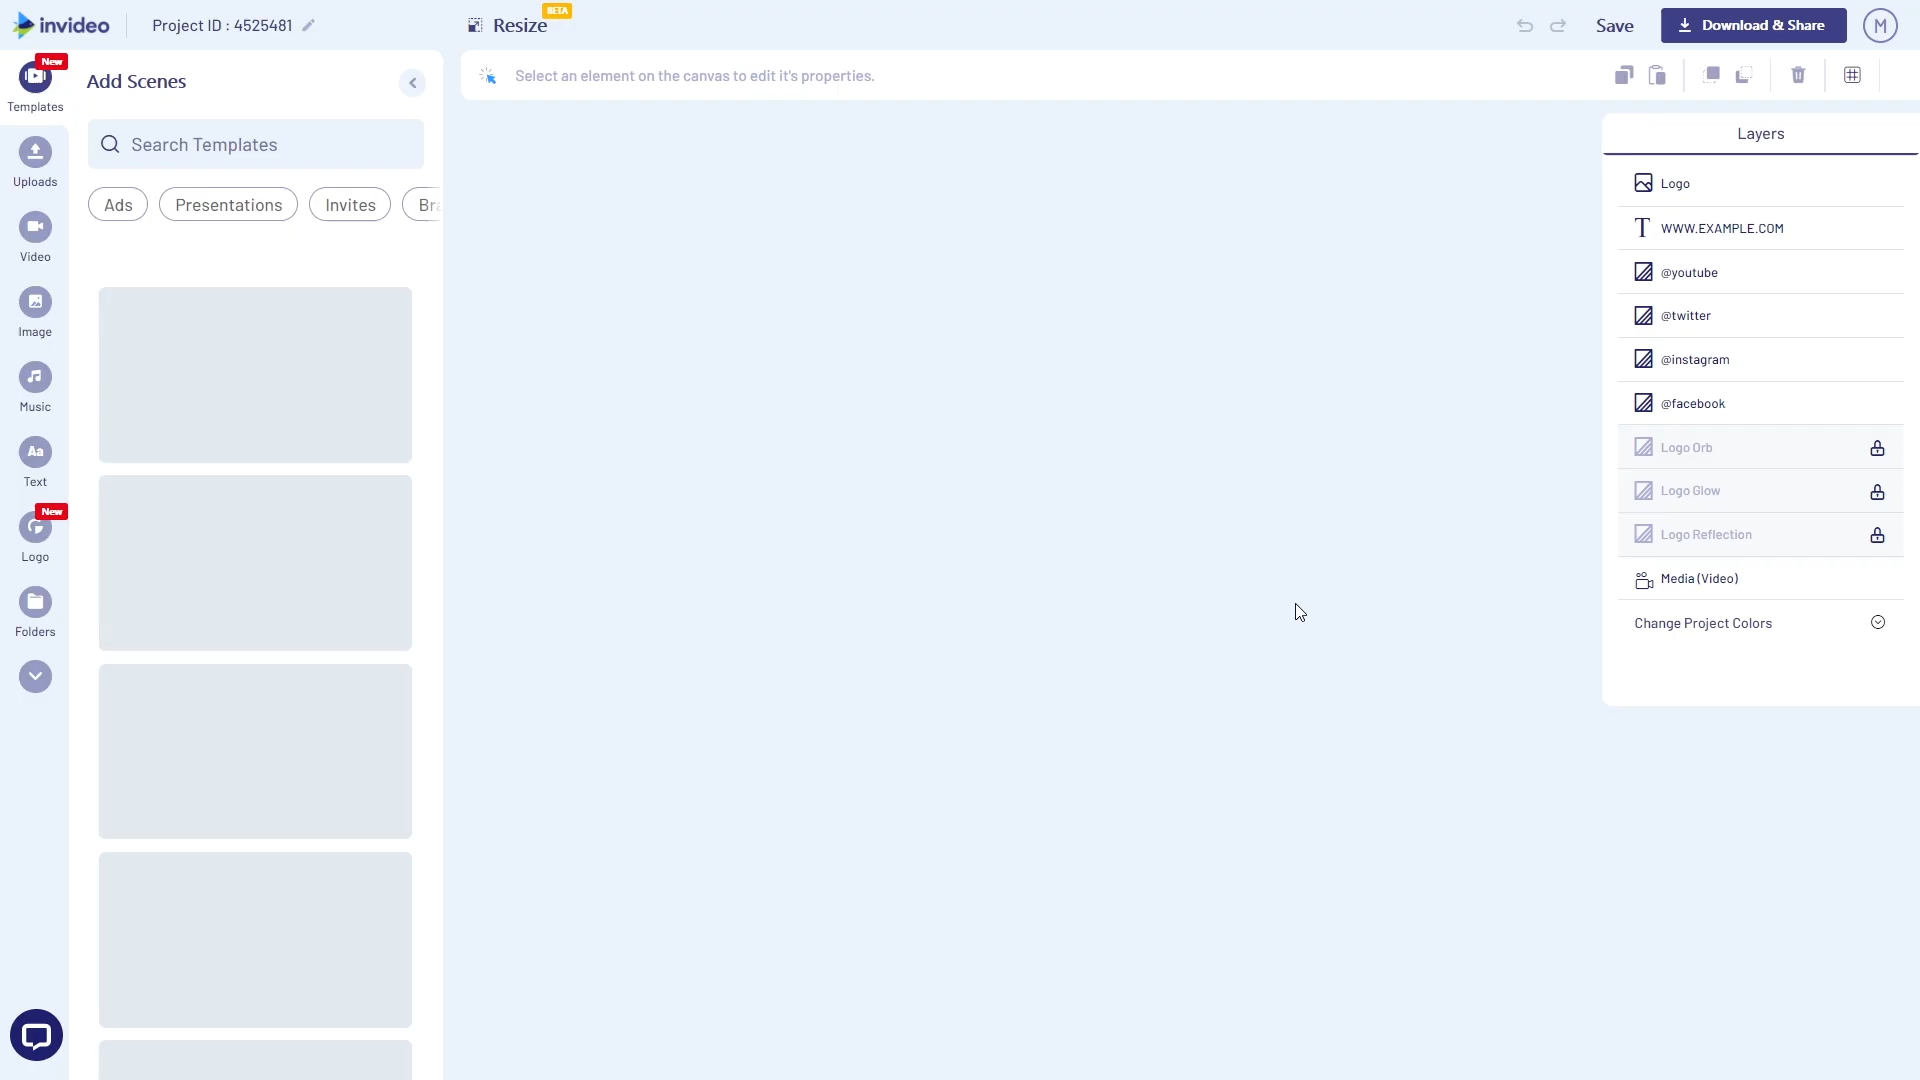 invideo
Project ID : 4525481
Resize
BETA
Save
Download & Share
M
New
Templates
Uploads
Video
Image
Music
Aa
Text
New
Logo
Folders
Add Scenes
Search Templates
Ads
Presentations
Invites
Bra
Select an element on the canvas to edit it's properties.
Layers
Logo
T WWW.EXAMPLE.COM
@youtube
@twitter
@instagram
@facebook
Logo Orb
Logo Glow
Logo Reflection
Media (Video)
Change Project Colors